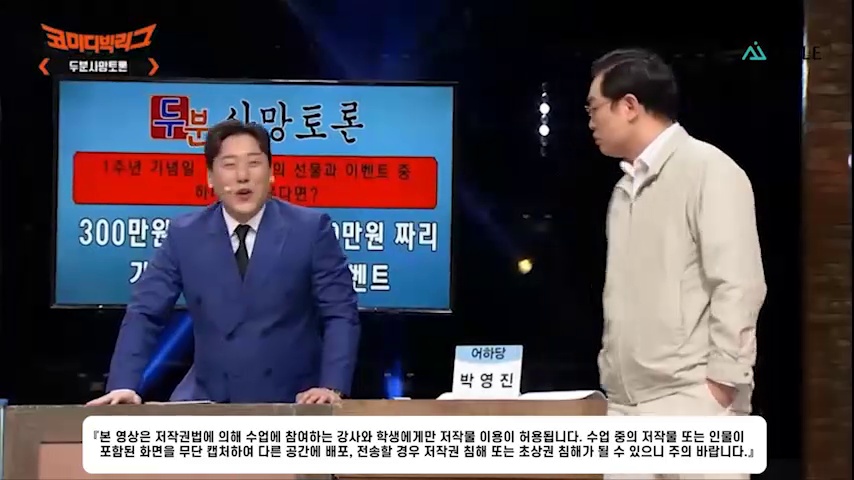 코미디빅리그
두분사망토론
두분사망토론
1주년 기념일 의 선물과 이벤트 중
다면?
300만원 만원 짜리
벤트
어하당
박영진
『본 영상은 저작권법에 의해 수업에 참여하는 강사와 학생에게만 저작물 이용이 허용됩니다. 수업 중의 저작물 또는 인물이
포함된 화면을 무단 캡처하여 다른 공간에 배포, 전송할 경우 저작권 침해 또는 초상권 침해가 될 수 있으니 주의 바랍니다.』